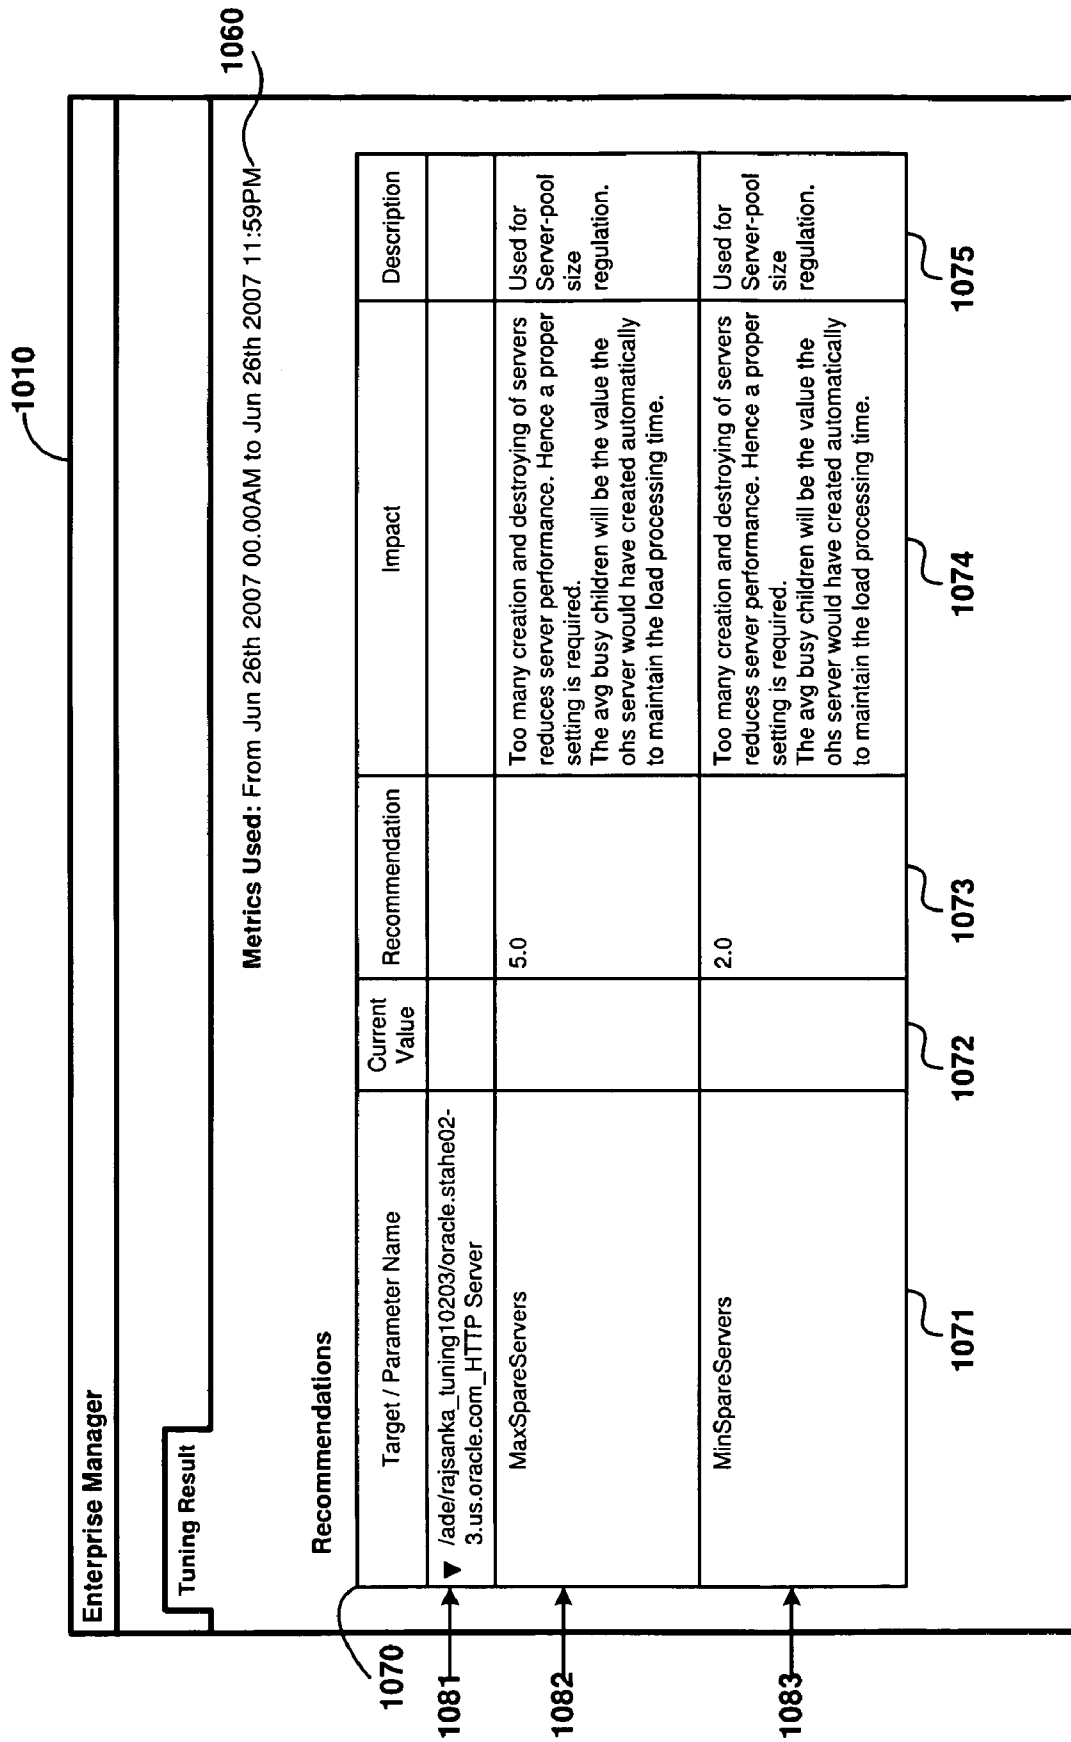 1010
Enterprise Manager
Tuning Result
1060
Metrics Used: From Jun 26th 2007 00.00AM to Jun 26th 2007 11:59PM
Recommendations
1070
Target / Parameter Name
Current
Value
Recommendation
Impact
Description
1081
▼ /ade/rajsanka_tuning10203/oracle.stahe02-
3.us.oracle.com_HTTP Server
1082
MaxSpareServers
5.0
Too many creation and destroying of servers
reduces server performance. Hence a proper
setting is required.
The avg busy children will be the value the
ohs server would have created automatically
to maintain the load processing time.
Used for
Server-pool
size
regulation.
1083
MinSpareServers
2.0
Too many creation and destroying of servers
reduces server performance. Hence a proper
setting is required.
The avg busy children will be the value the
ohs server would have created automatically
to maintain the load processing time.
Used for
Server-pool
size
regulation.
1071
1072
1073
1074
1075